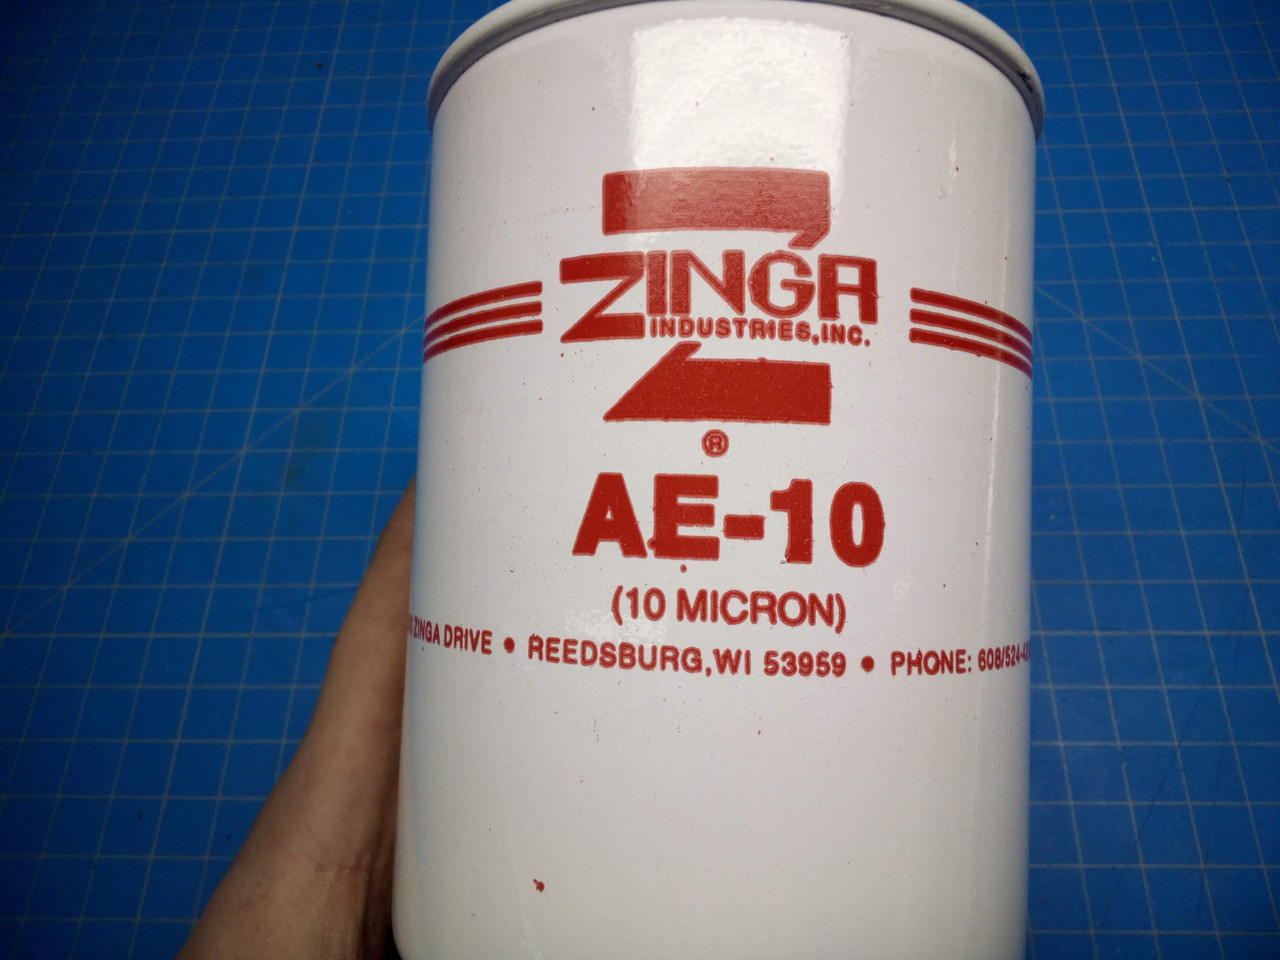 ZINGA
INDUSTRIES, INC.
®
AE-10
(10 MICRON)
ZINGA DRIVE • REEDSBURG, WI 53959 • PHONE: 608/524-